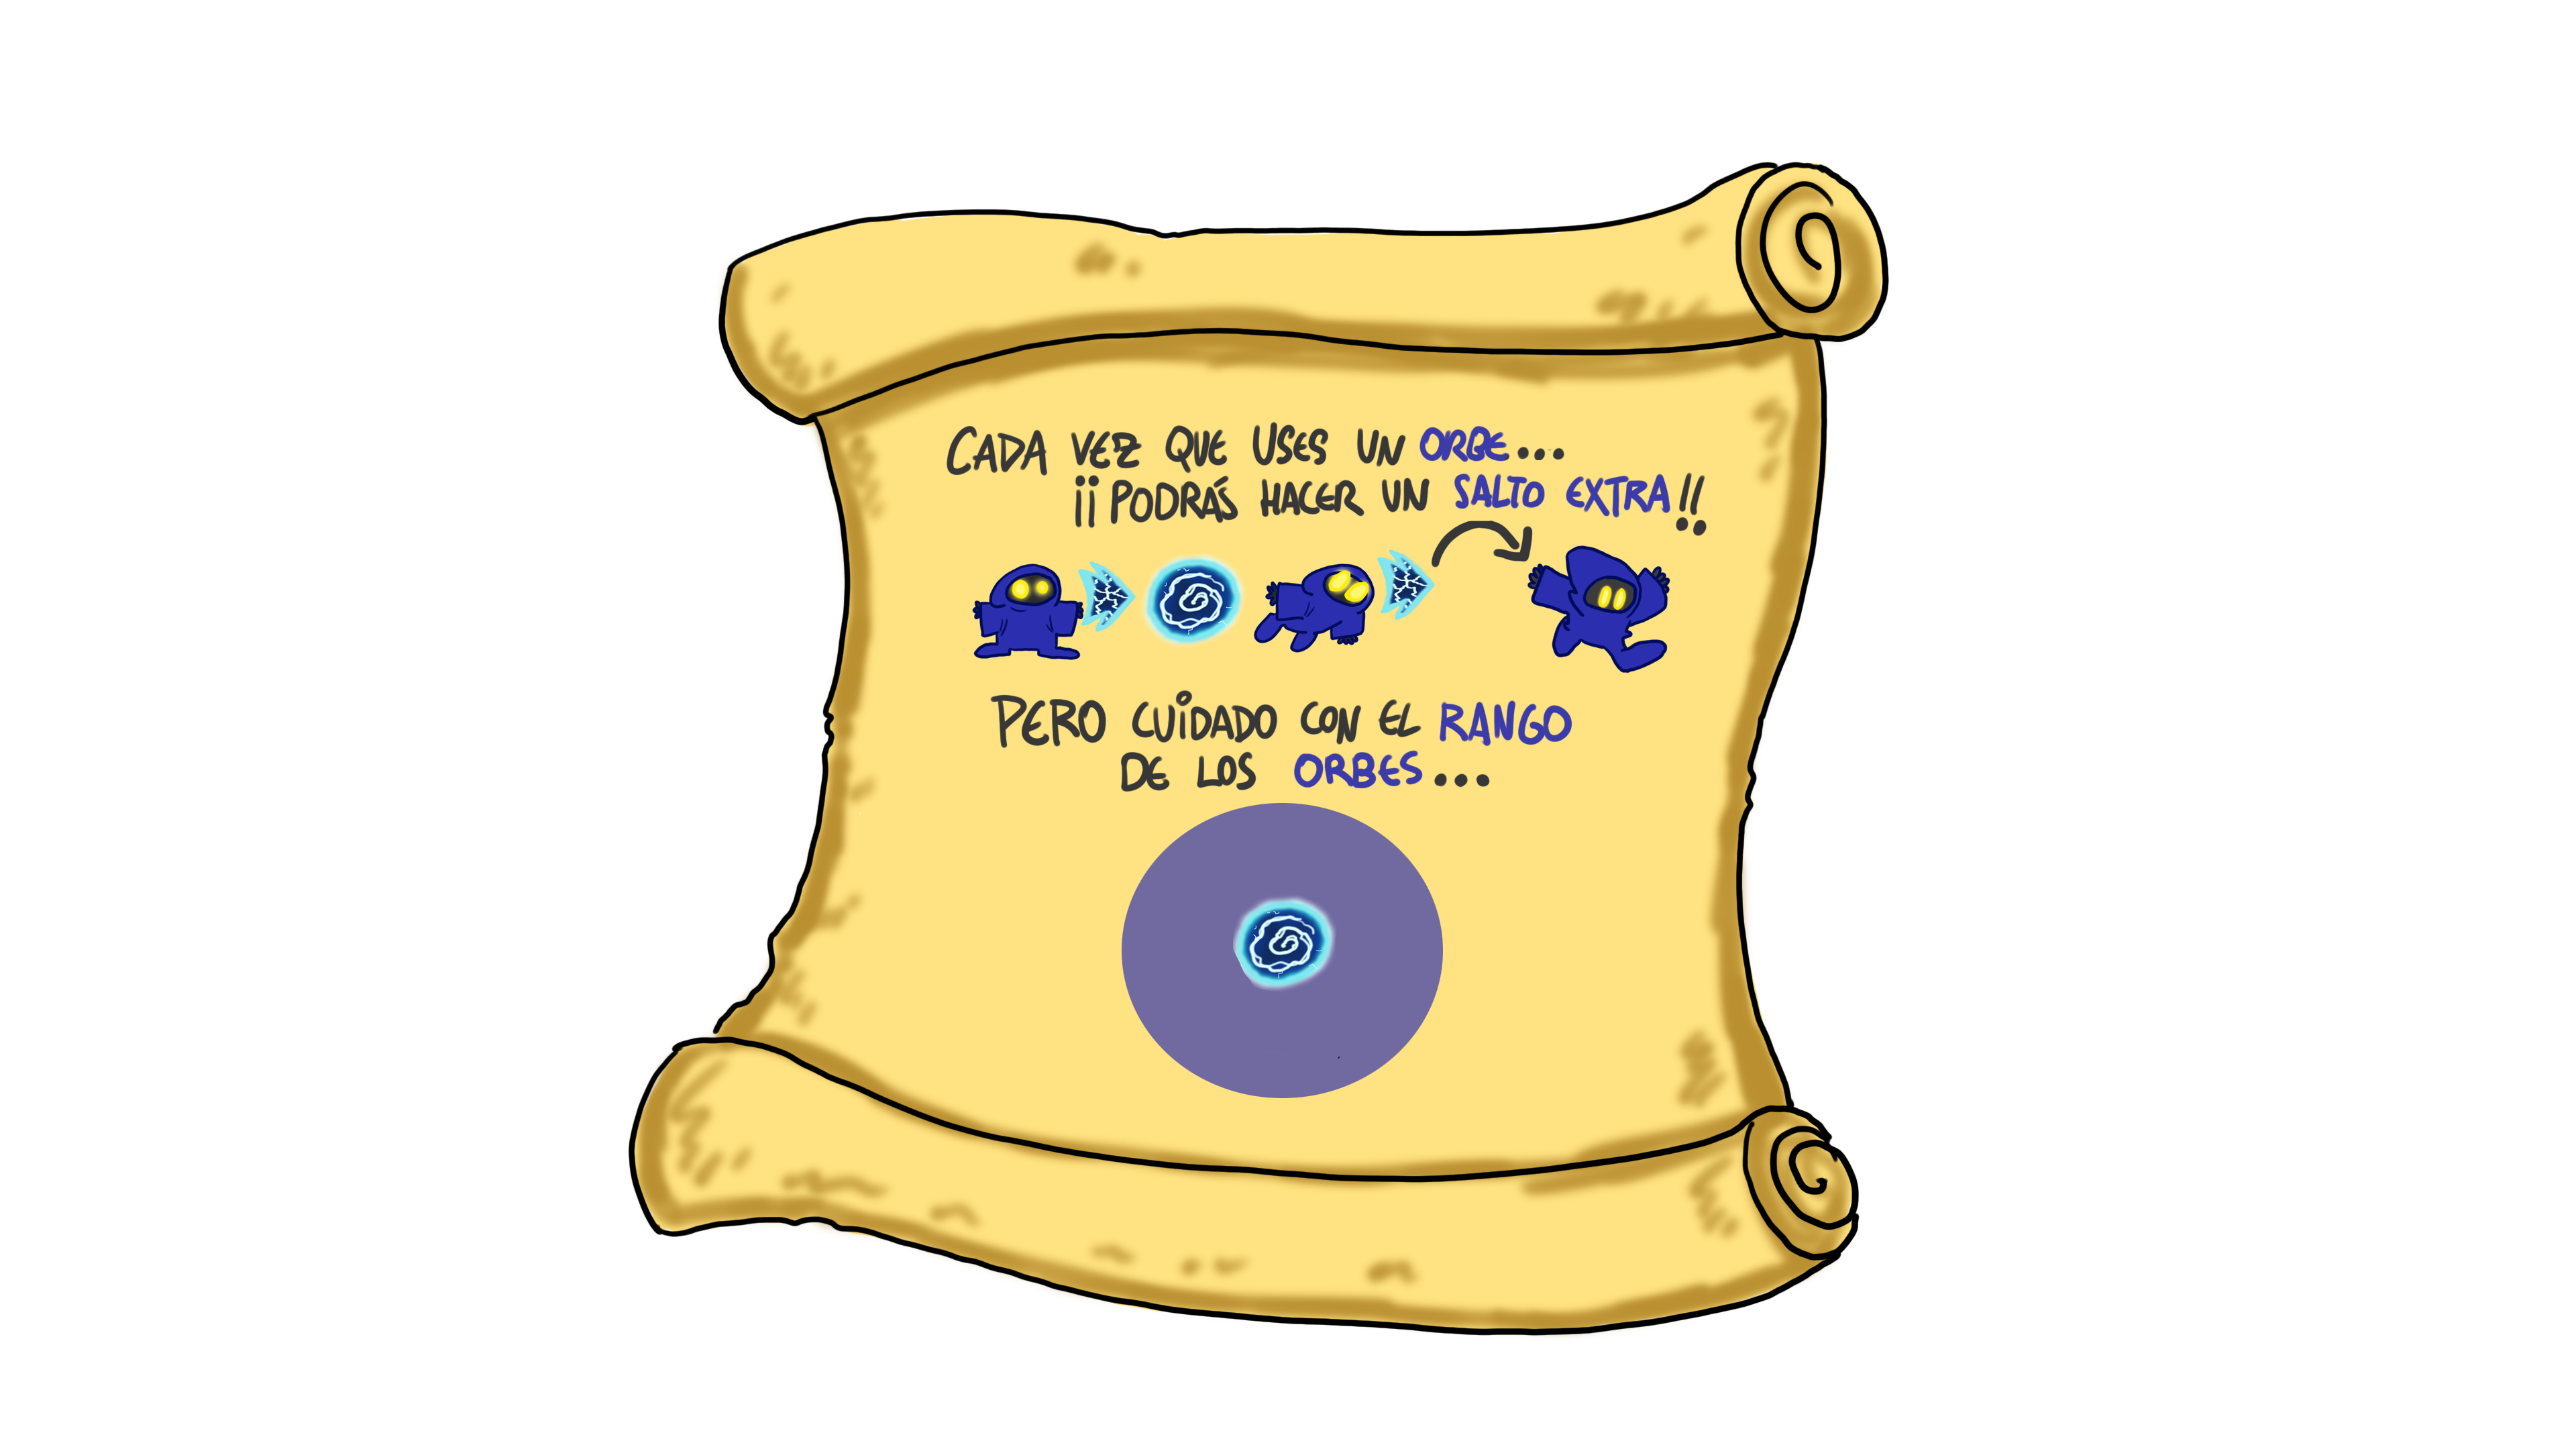 CADA VEZ QUE USES UN ORBE...
¡¡PODRÁS HACER UN SALTO EXTRA!!
PERO CUIDADO CON EL RANGO
DE LOS ORBES...